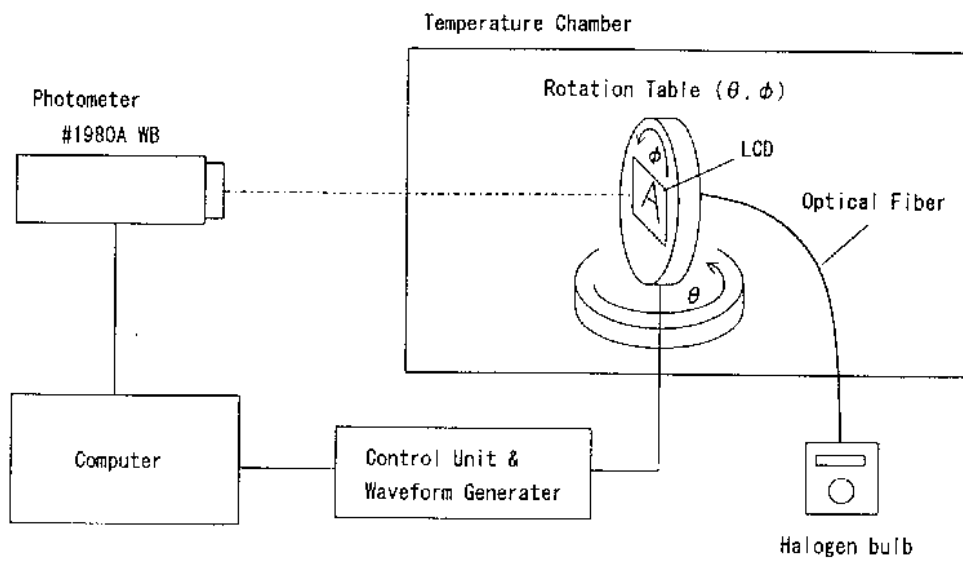 Temperature Chamber
Photometer
#1980A WB
Rotation Table (θ, φ)
φ
LCD
A
Optical Fiber
θ
Computer
Control Unit &
Waveform Generater
Halogen bulb